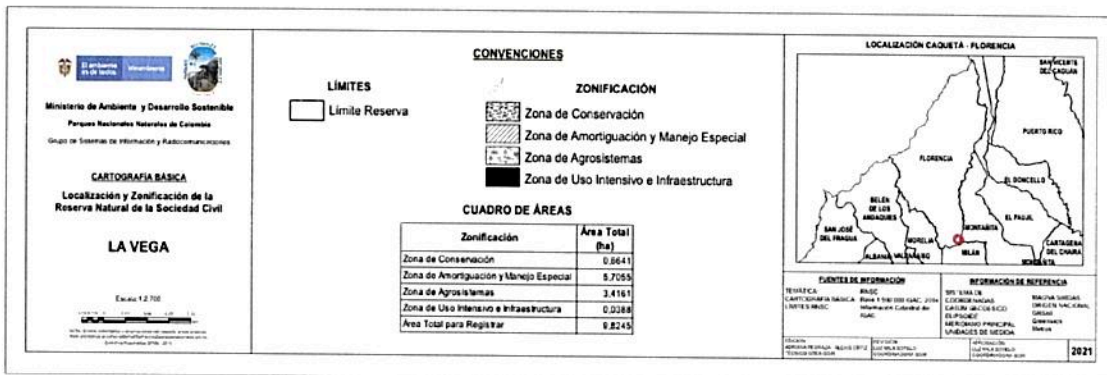 El ambiente es de todos Minambiente
Ministerio de Ambiente y Desarrollo Sostenible
Parques Nacionales Naturales de Colombia
Grupo de Sistemas de Información y Radiocomunicaciones
CARTOGRAFÍA BÁSICA
Localización y Zonificación de la
Reserva Natural de la Sociedad Civil
LA VEGA
Escala 1:2.700
CONVENCIONES
LÍMITES
Límite Reserva
ZONIFICACIÓN
Zona de Conservación
Zona de Amortiguación y Manejo Especial
Zona de Agrosistemas
Zona de Uso Intensivo e Infraestructura
CUADRO DE ÁREAS
Zonificación Área Total (ha)
Zona de Conservación 0,6641
Zona de Amortiguación y Manejo Especial 5,7055
Zona de Agrosistemas 3,4161
Zona de Uso Intensivo e Infraestructura 0,0388
Área Total para Registrar 9,8245
LOCALIZACIÓN CAQUETÁ - FLORENCIA
SAN VICENTE
DEL CAGUÁN
PUERTO RICO
FLORENCIA
EL DONCELLO
BELÉN
DE LOS
ANDAQUÍES
EL PAUJIL
SAN JOSÉ
DEL FRAGUA
MONTAÑITA
MORELIA
CARTAGENA
DEL CHAIRÁ
ALBANIA
VALPARAÍSO
MILÁN
MONTAÑITA
FUENTES DE INFORMACIÓN
TEMÁTICA: RNSC
CARTOGRAFÍA BÁSICA:
LÍMITES RNSC: Información Catastral de
IGAC
INFORMACIÓN DE REFERENCIA
SISTEMA DE
COORDENADAS MAGNA SIRGAS
ORIGEN NACIONAL
ELIPSOIDE GRS80
MERIDIANO PRINCIPAL Greenwich
UNIDADES DE MEDIDA Metros
2021